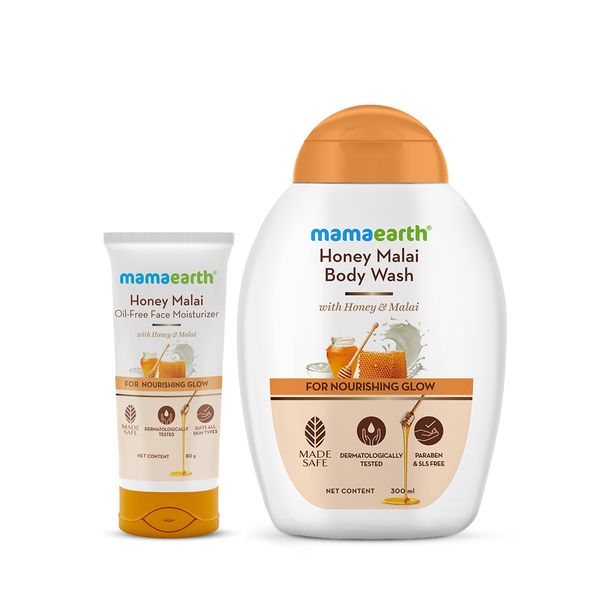 mamaearth®
Honey Malai
Oil-Free Face Moisturizer
with Honey & Malai
FOR NOURISHING GLOW
MADE
SAFE
DERMATOLOGICALLY
TESTED
SUITS ALL
SKIN TYPES
NET CONTENT 80 g
mamaearth®
Honey Malai
Body Wash
with Honey & Malai
FOR NOURISHING GLOW
MADE
SAFE
DERMATOLOGICALLY
TESTED
PARABEN
& SLS FREE
NET CONTENT 300 ml